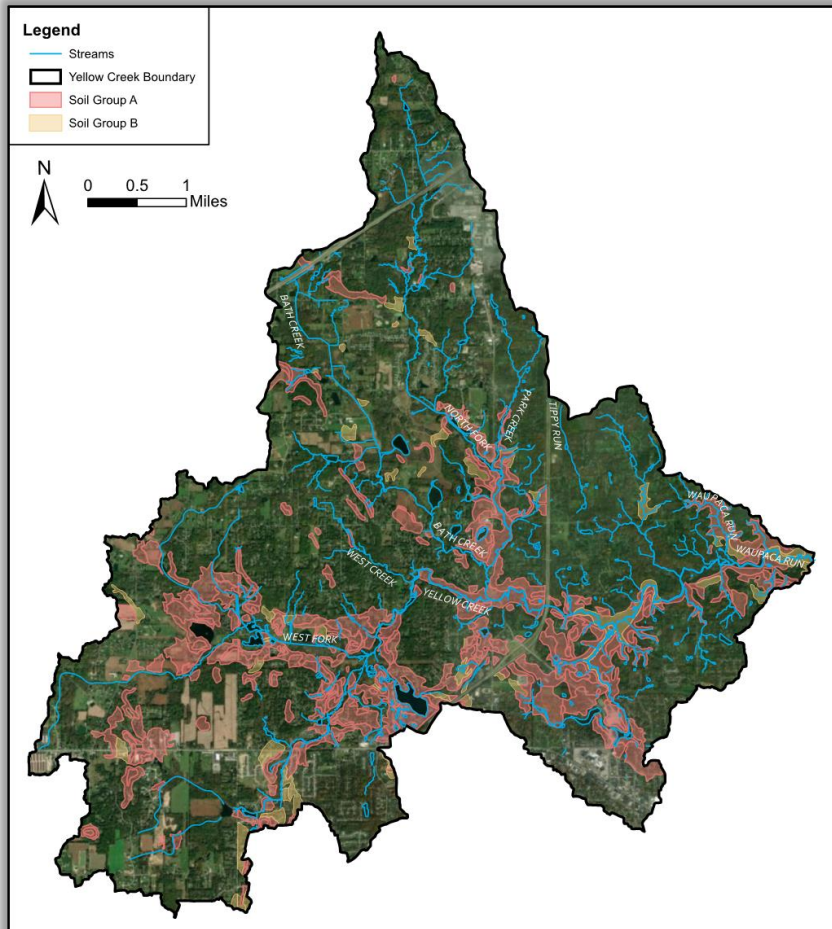 Legend
Streams
Yellow Creek Boundary
Soil Group A
Soil Group B
N
0 0.5 1
Miles
BATH CREEK
NORTH FORK
PARK CREEK
TIPPY RUN
WAUPACA RUN
WAUPACA RUN
BATH CREEK
WEST CREEK
YELLOW CREEK
WEST FORK